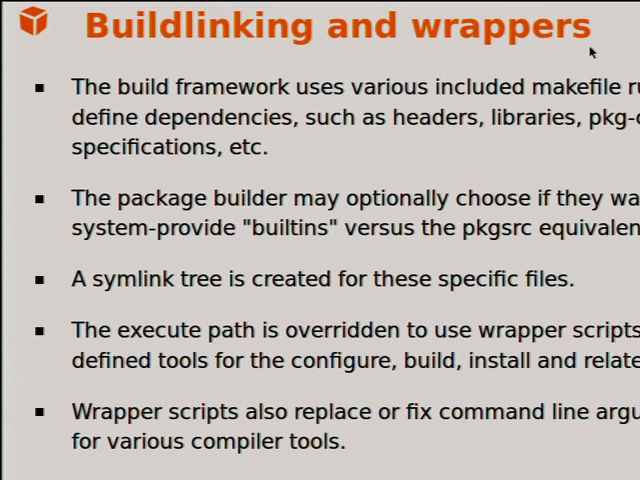 Buildlinking and wrappers
The build framework uses various included makefile
define dependencies, such as headers, libraries,
specifications, etc.
The package builder may optionally choose if they
system-provide "builtins" versus the pkgsrc
A symlink tree is created for these specific files.
The execute path is overridden to use wrapper scripts
defined tools for the configure, build, install and
Wrapper scripts also replace or fix command line
for various compiler tools.